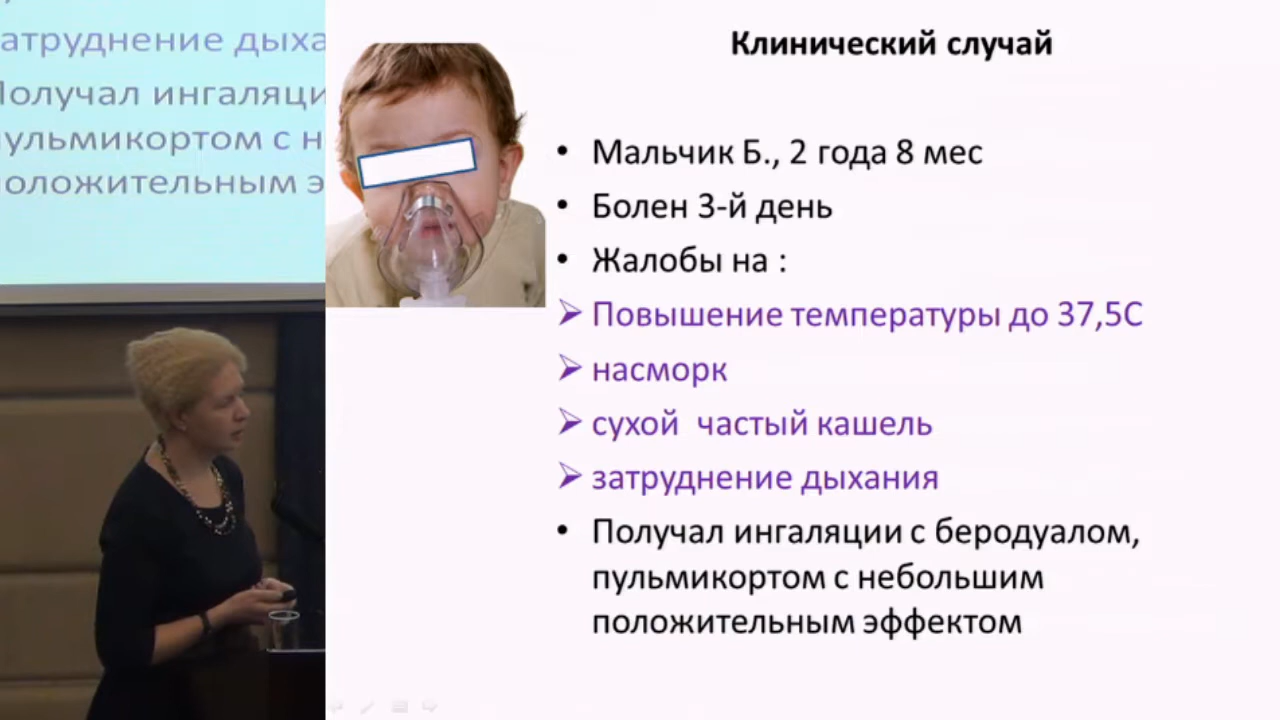 атруднение дыха
олучал ингаляци
ульмикортом с н
оложительным э
Клинический случай
• Мальчик Б., 2 года 8 мес
• Болен 3-й день
• Жалобы на :
➢ Повышение температуры до 37,5С
➢ насморк
➢ сухой частый кашель
➢ затруднение дыхания
• Получал ингаляции с беродуалом,
пульмикортом с небольшим
положительным эффектом